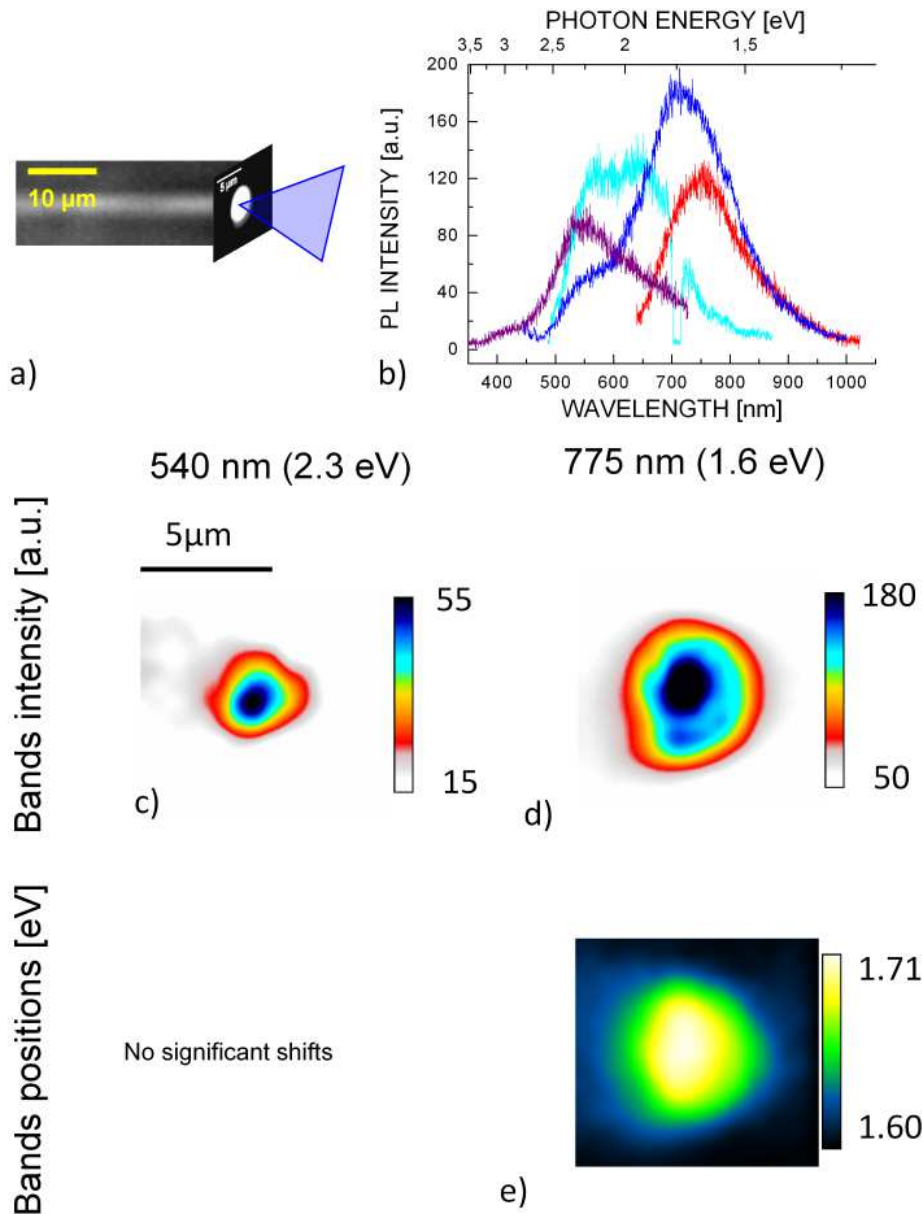 10 µm
5 µm
a)
PHOTON ENERGY [eV]
3,5 3 2,5 2 1,5
200
160
120
80
40
0
PL INTENSITY [a.u.]
400 500 600 700 800 900 1000
WAVELENGTH [nm]
b)
540 nm (2.3 eV)
775 nm (1.6 eV)
Bands intensity [a.u.]
5µm
55
15
c)
180
50
d)
Bands positions [eV]
No significant shifts
1.71
1.60
e)